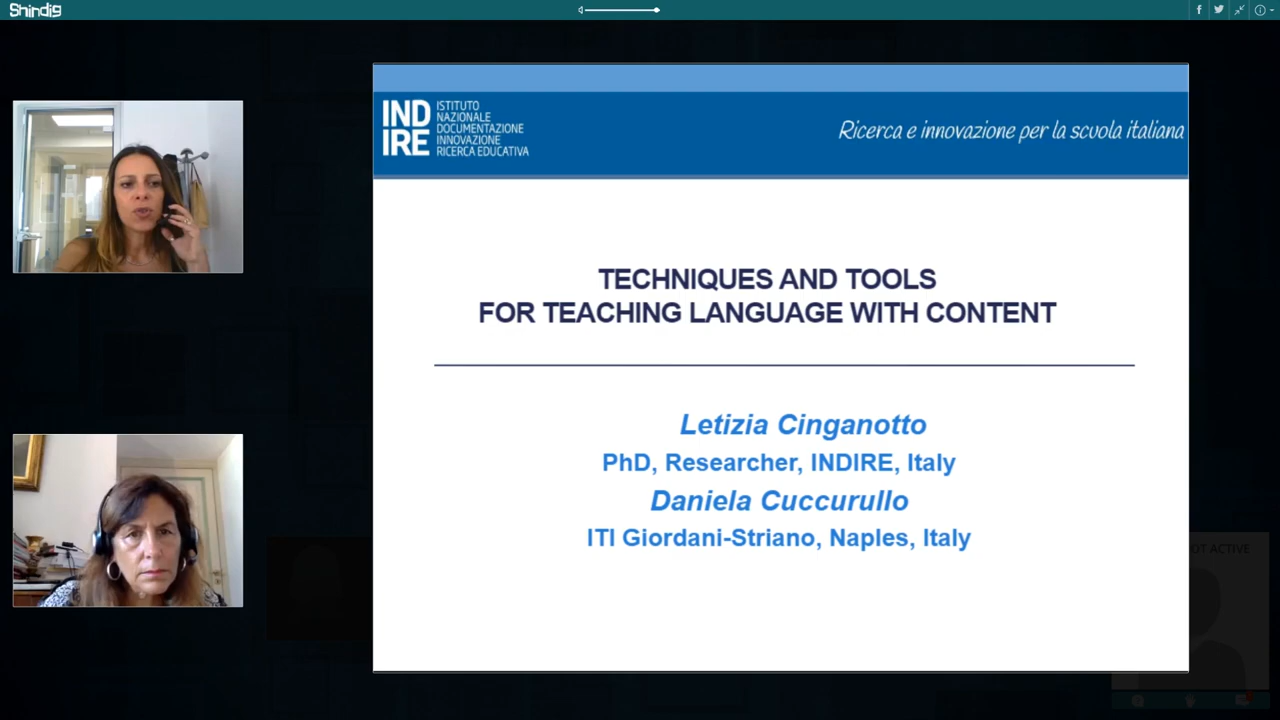 Shindig
IND
IRE
ISTITUTO
NAZIONALE
DOCUMENTAZIONE
INNOVAZIONE
RICERCA EDUCATIVA
Ricerca e innovazione per la scuola italiana
TECHNIQUES AND TOOLS
FOR TEACHING LANGUAGE WITH CONTENT
Letizia Cinganotto
PhD, Researcher, INDIRE, Italy
Daniela Cuccurullo
ITI Giordani-Striano, Naples, Italy
ACTIVE